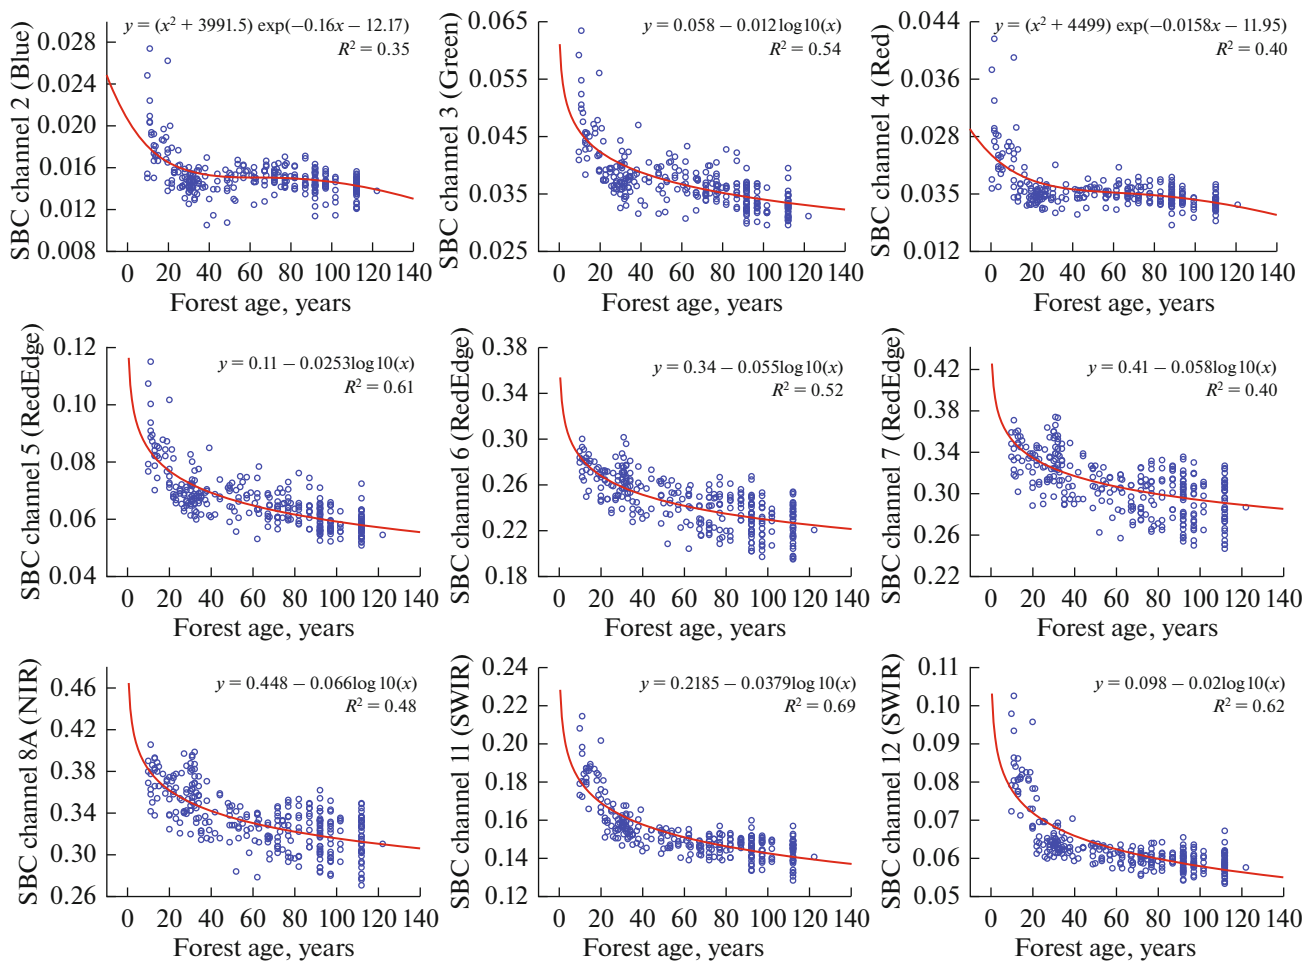 y = (x² + 3991.5) exp(−0.16x − 12.17)
R² = 0.35
SBC channel 2 (Blue)
0.028
0.024
0.020
0.016
0.012
0.008
0 20 40 60 80 100 120 140
Forest age, years
y = 0.058 − 0.012log10(x)
R² = 0.54
SBC channel 3 (Green)
0.065
0.055
0.045
0.035
0.025
0 20 40 60 80 100 120 140
Forest age, years
y = (x² + 4499) exp(−0.0158x − 11.95)
R² = 0.40
SBC channel 4 (Red)
0.044
0.036
0.028
0.035
0.012
0 20 40 60 80 100 120 140
Forest age, years
y = 0.11 − 0.0253log10(x)
R² = 0.61
SBC channel 5 (RedEdge)
0.12
0.10
0.08
0.06
0.04
0 20 40 60 80 100 120 140
Forest age, years
y = 0.34 − 0.055log10(x)
R² = 0.52
SBC channel 6 (RedEdge)
0.38
0.34
0.30
0.26
0.22
0.18
0 20 40 60 80 100 120 140
Forest age, years
y = 0.41 − 0.058log10(x)
R² = 0.40
SBC channel 7 (RedEdge)
0.42
0.38
0.34
0.30
0.26
0.22
0 20 40 60 80 100 120 140
Forest age, years
y = 0.448 − 0.066log10(x)
R² = 0.48
SBC channel 8A (NIR)
0.46
0.42
0.38
0.34
0.30
0.26
0 20 40 60 80 100 120 140
Forest age, years
y = 0.2185 − 0.0379log10(x)
R² = 0.69
SBC channel 11 (SWIR)
0.24
0.22
0.20
0.18
0.16
0.14
0.12
0 20 40 60 80 100 120 140
Forest age, years
y = 0.098 − 0.02log10(x)
R² = 0.62
SBC channel 12 (SWIR)
0.11
0.10
0.09
0.08
0.07
0.06
0.05
0 20 40 60 80 100 120 140
Forest age, years